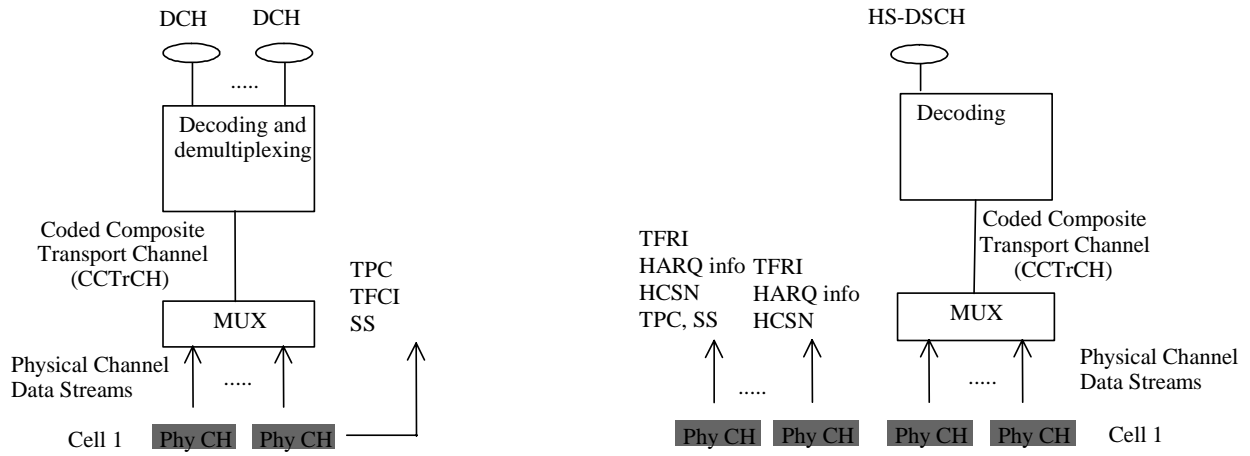 DCH DCH
.....
Decoding and
demultiplexing
Coded Composite
Transport Channel
(CCTrCH)
TPC
TFCI
SS
MUX
Physical Channel
Data Streams
.....
Cell 1 Phy CH Phy CH
HS-DSCH
Decoding
Coded Composite
Transport Channel
(CCTrCH)
TFRI
HARQ info
HCSN
TPC, SS
TFRI
HARQ info
HCSN
MUX
Physical Channel
Data Streams
.....
.....
Phy CH Phy CH Phy CH Phy CH Cell 1